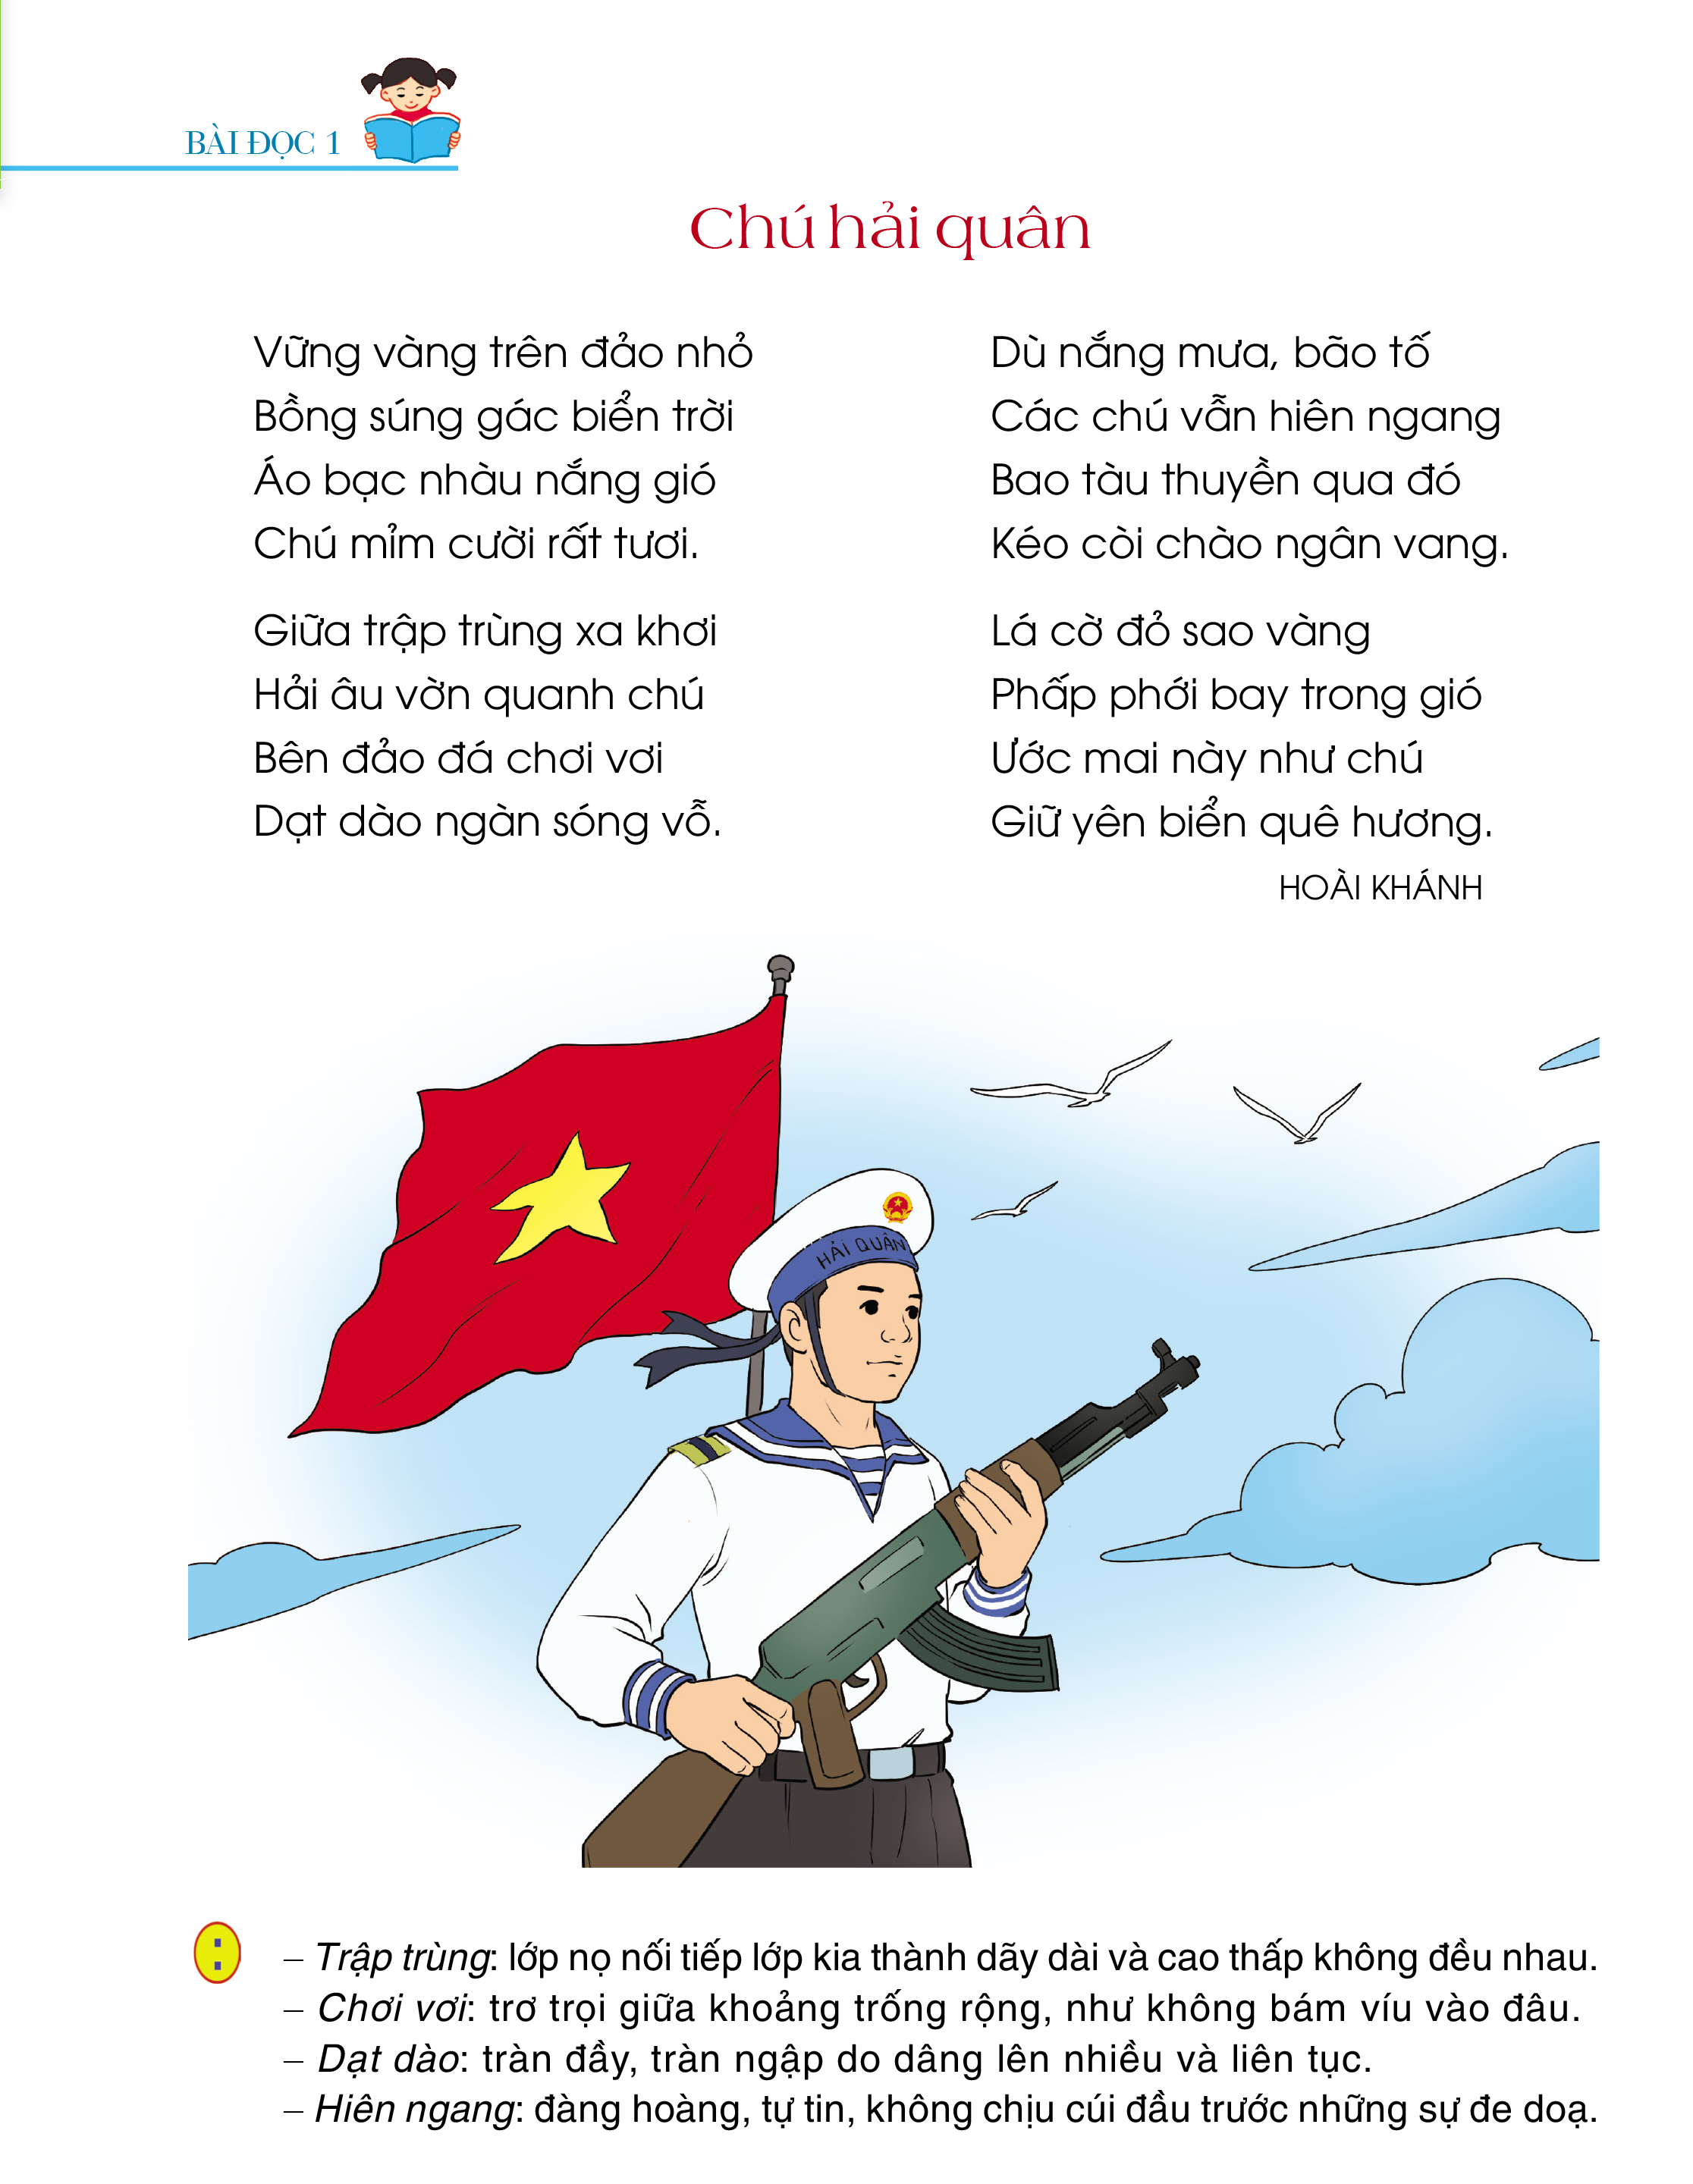 BÀI ĐỌC 1
Chú hải quân
Vững vàng trên đảo nhỏ
Bồng súng gác biển trời
Áo bạc nhàu nắng gió
Chú mỉm cười rất tươi.
Giữa trập trùng xa khơi
Hải âu vờn quanh chú
Bên đảo đá chơi vơi
Dạt dào ngàn sóng vỗ.
Dù nắng mưa, bão tố
Các chú vẫn hiên ngang
Bao tàu thuyền qua đó
Kéo còi chào ngân vang.
Lá cờ đỏ sao vàng
Phấp phới bay trong gió
Ước mai này như chú
Giữ yên biển quê hương.
HOÀI KHÁNH
HẢI QUÂN
:
– Trập trùng: lớp nọ nối tiếp lớp kia thành dãy dài và cao thấp không đều nhau.
– Chơi vơi: trơ trọi giữa khoảng trống rộng, như không bám víu vào đâu.
– Dạt dào: tràn đầy, tràn ngập do dâng lên nhiều và liên tục.
– Hiên ngang: đàng hoàng, tự tin, không chịu cúi đầu trước những sự đe doạ.